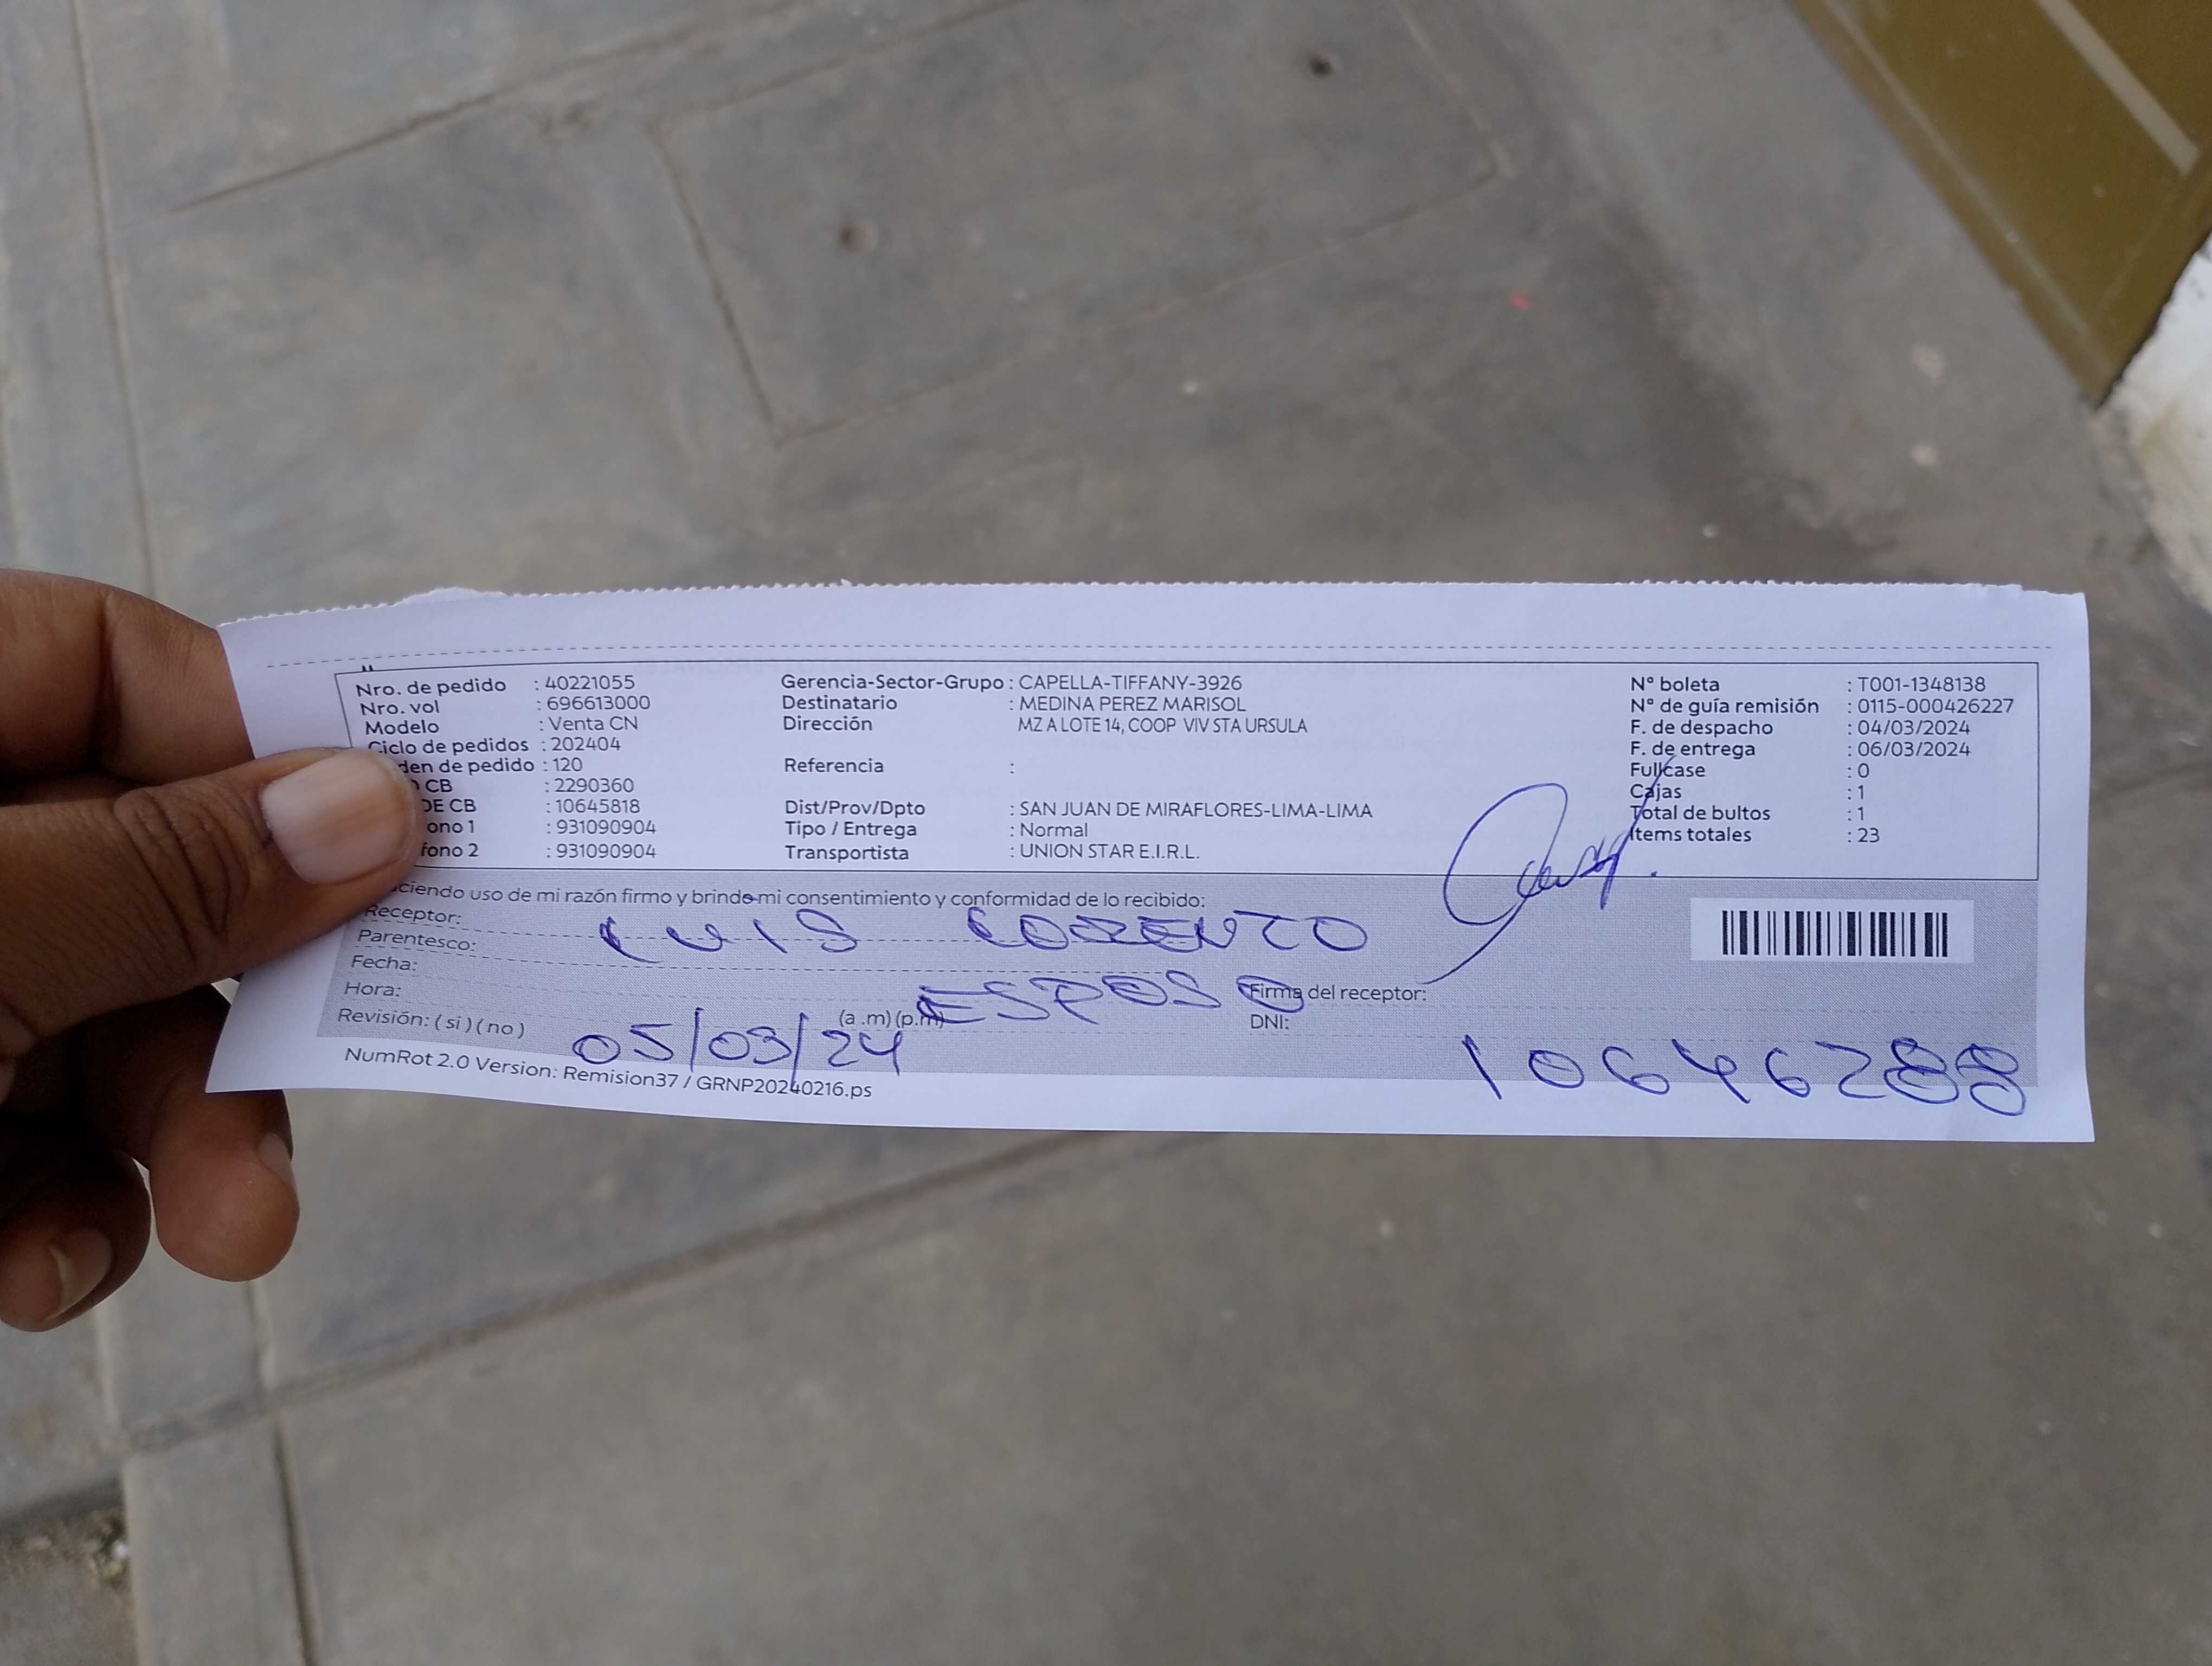 Nro. de pedido : 40221055
Nro. vol : 696613000
Modelo : Venta CN
Ciclo de pedidos : 202404
den de pedido : 120
CB : 2290360
DE CB : 10645818
ono 1 : 931090904
fono 2 : 931090904
Gerencia-Sector-Grupo : CAPELLA-TIFFANY-3926
Destinatario : MEDINA PEREZ MARISOL
Dirección MZ A LOTE 14, COOP VIV STA URSULA
Referencia :
Dist/Prov/Dpto : SAN JUAN DE MIRAFLORES-LIMA-LIMA
Tipo / Entrega : Normal
Transportista : UNION STAR E.I.R.L.
N° boleta : T001-1348138
N° de guía remisión : 0115-000426227
F. de despacho : 04/03/2024
F. de entrega : 06/03/2024
Fullcase : 0
Cajas : 1
Total de bultos : 1
Items totales : 23
ciendo uso de mi razón firmo y brindo mi consentimiento y conformidad de lo recibido:
Receptor: LUIS
Parentesco: ESPOSO
Fecha: 05/03/24
Hora: (a .m) (p.m)
Revisión: ( si ) ( no )
Firma del receptor:
DNI: 10646288
NumRot 2.0 Version: Remision37 / GRNP20240216.ps